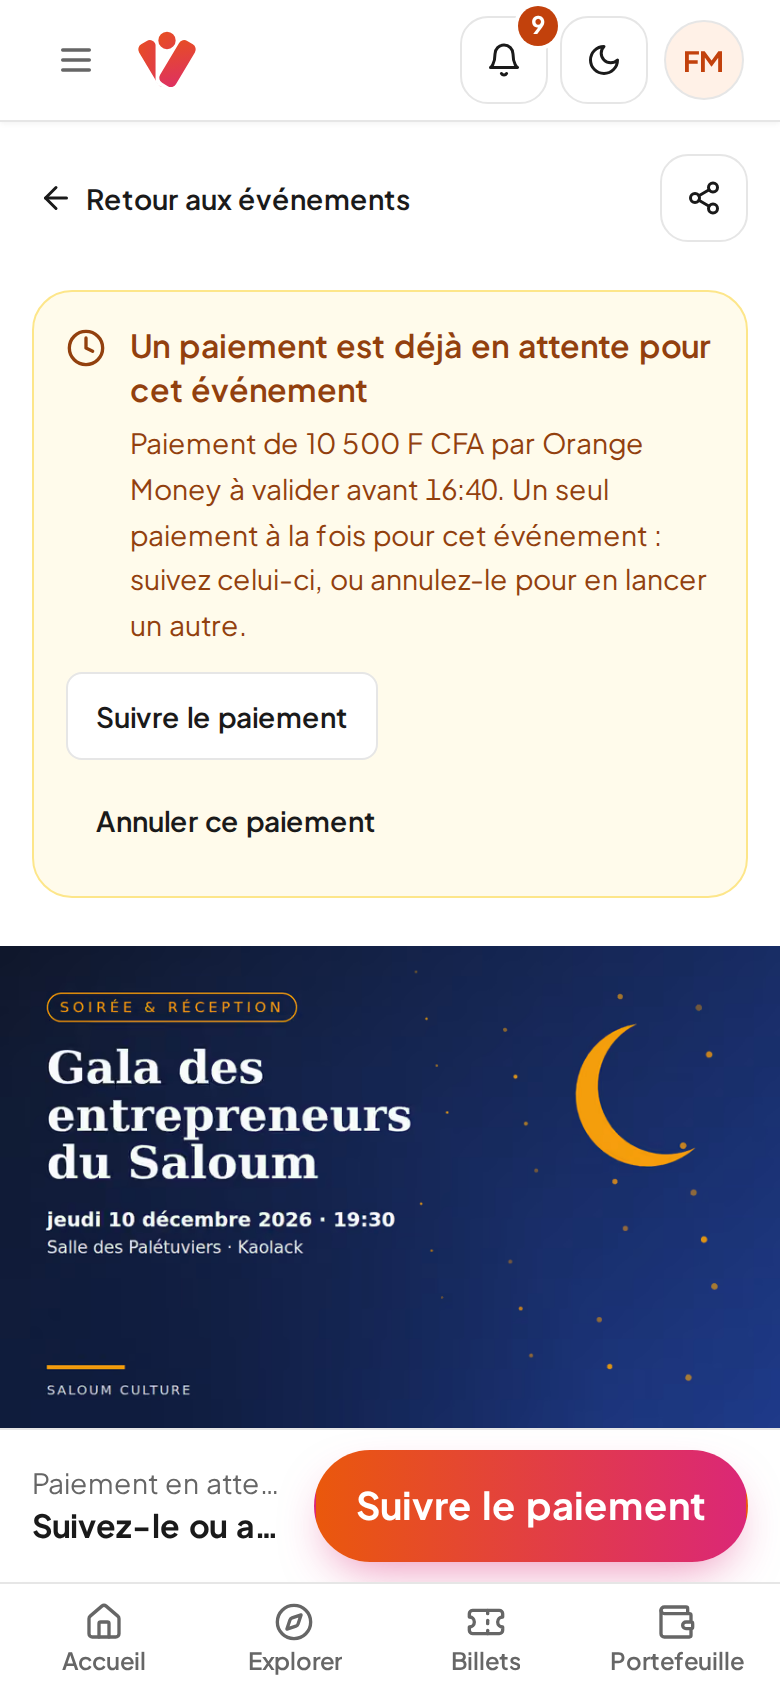 9
FM
Retour aux événements
Un paiement est déjà en attente pour
cet événement
Paiement de 10 500 F CFA par Orange
Money à valider avant 16:40. Un seul
paiement à la fois pour cet événement :
suivez celui-ci, ou annulez-le pour en lancer
un autre.
Suivre le paiement
Annuler ce paiement
SOIRÉE & RÉCEPTION
Gala des
entrepreneurs
du Saloum
jeudi 10 décembre 2026 · 19:30
Salle des Palétuviers · Kaolack
SALOUM CULTURE
Paiement en atte...
Suivez-le ou a...
Suivre le paiement
Accueil
Explorer
Billets
Portefeuille